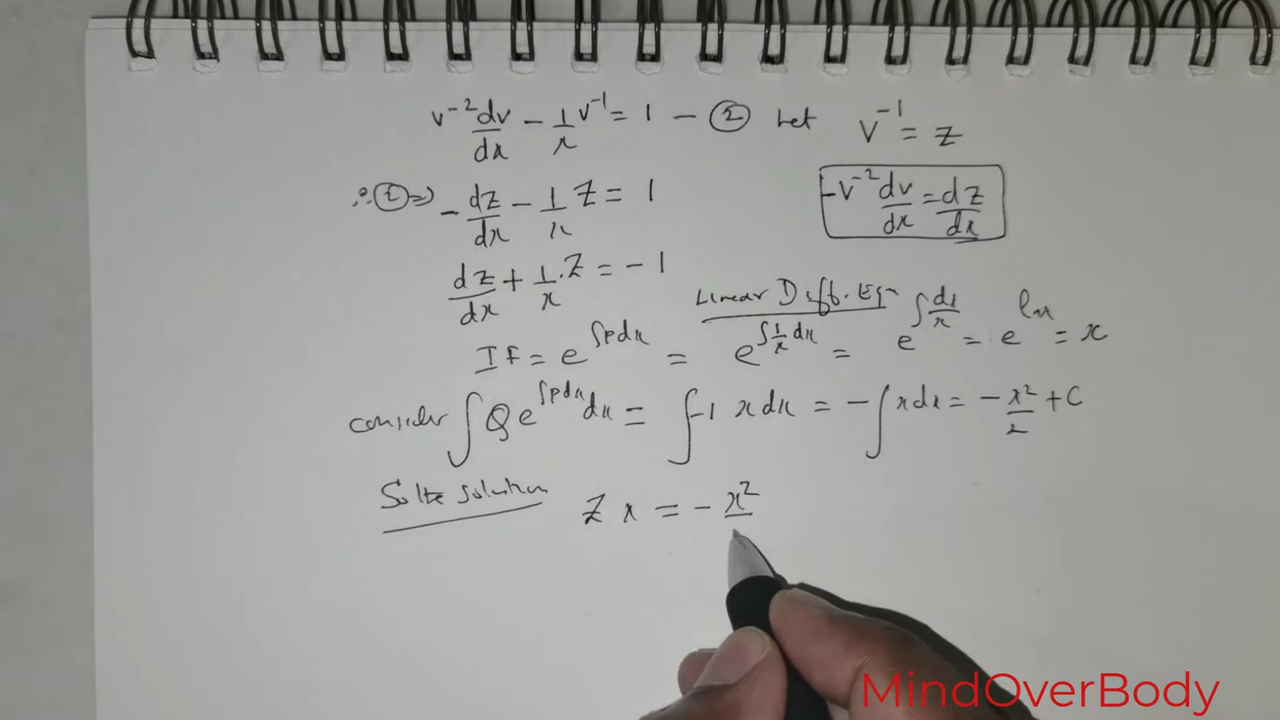 v⁻² dv/dx − 1/x v⁻¹ = 1 − ② Let v⁻¹ = z
∴ ② ⇒ − dz/dx − 1/x Z = 1
−v⁻² dv/dx = dz/dx
dz/dx + 1/x . Z = −1
Linear Diff. Eqn
IF = e^∫pdx = e^∫1/x dx = e^∫dx/x = e^lnx = x
consider ∫ Q e^∫pdx dx = ∫ −1 x dx = − ∫ x dx = − x²/2 + C
solution Z x = − x²
MindOverBody